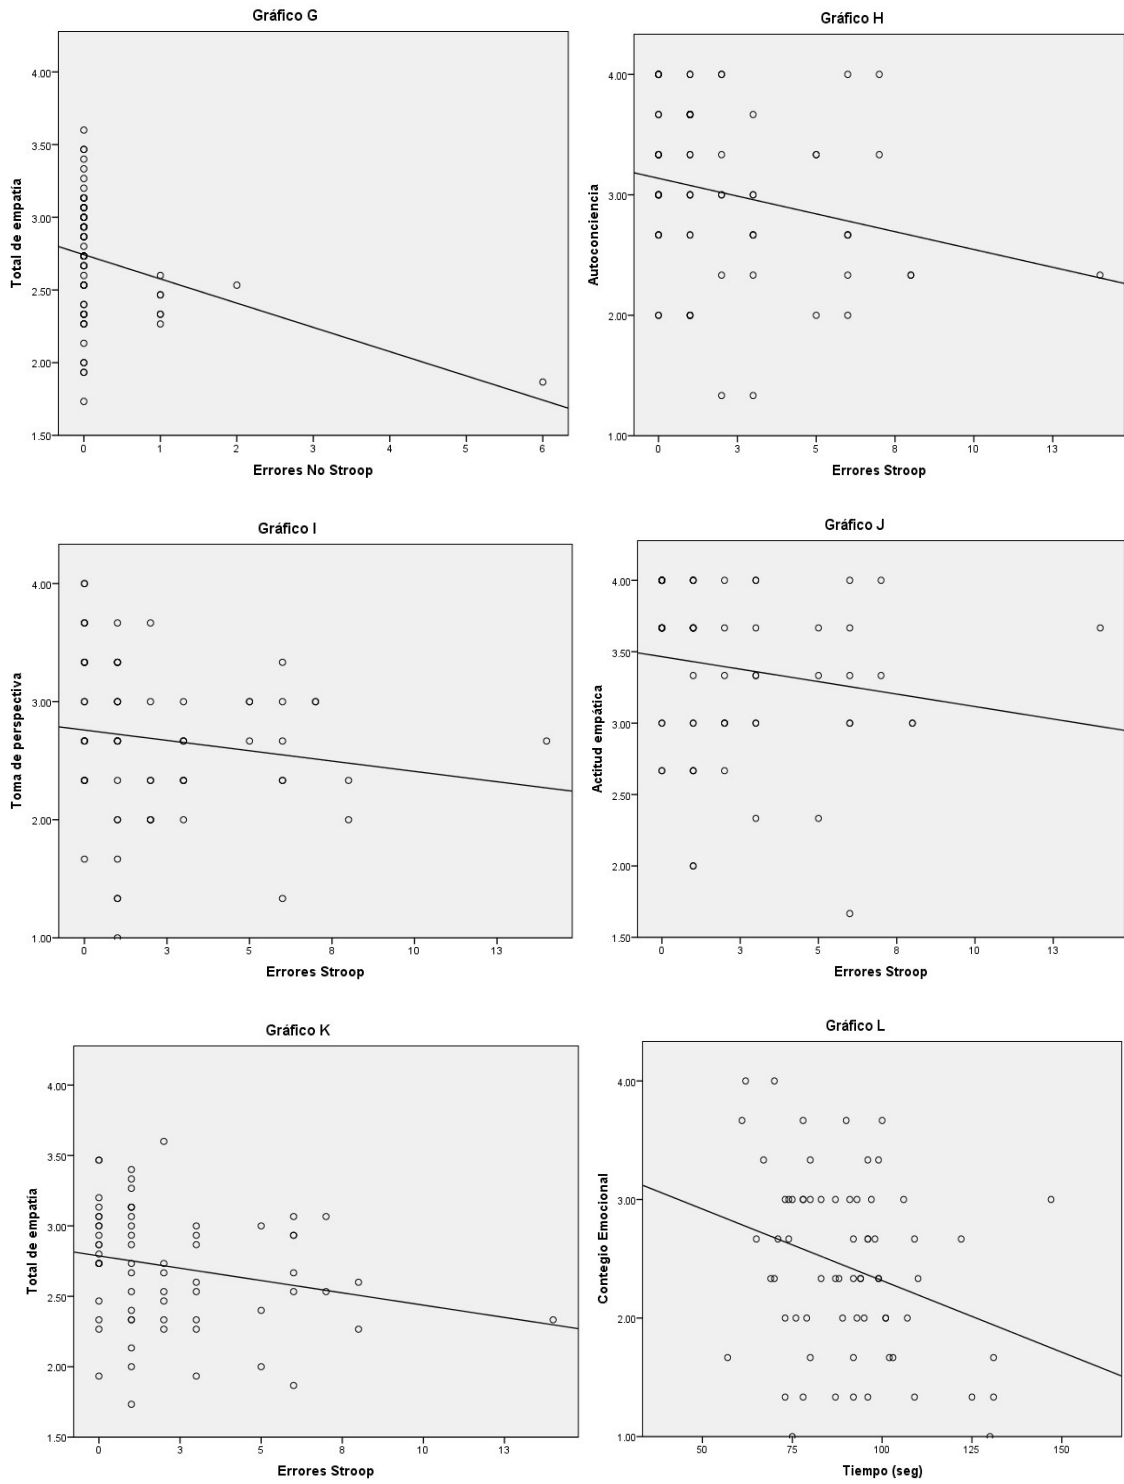 Gráfico G
Total de empatía
4.00
3.50
3.00
2.50
2.00
1.50
0 1 2 3 4 5 6
Errores No Stroop
Gráfico H
Autoconciencia
4.00
3.00
2.00
1.00
0 3 5 8 10 13
Errores Stroop
Gráfico I
Toma de perspectiva
4.00
3.00
2.00
1.00
0 3 5 8 10 13
Errores Stroop
Gráfico J
Actitud empática
4.00
3.50
3.00
2.50
2.00
1.50
0 3 5 8 10 13
Errores Stroop
Gráfico K
Total de empatía
4.00
3.50
3.00
2.50
2.00
1.50
0 3 5 8 10 13
Errores Stroop
Gráfico L
Contegio Emocional
4.00
3.00
2.00
1.00
50 75 100 125 150
Tiempo (seg)